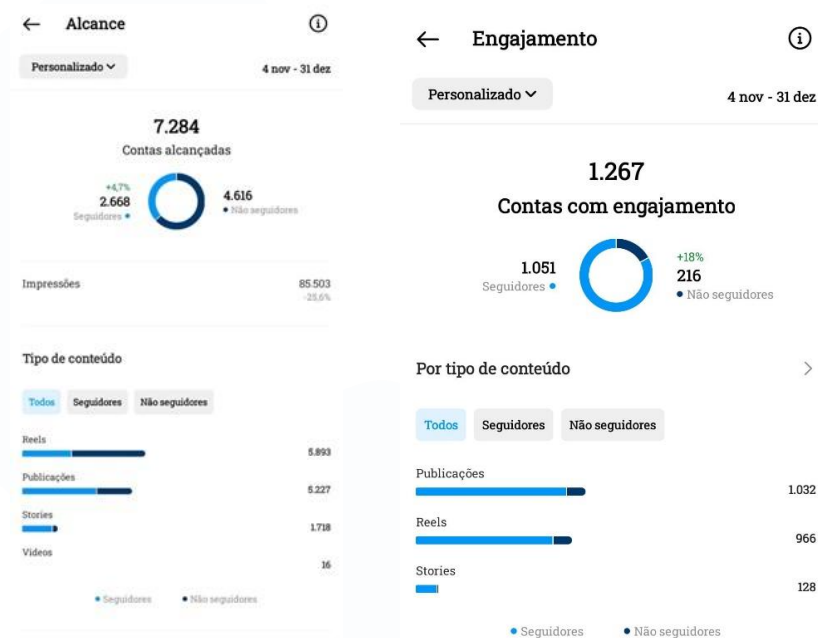 Alcance
Personalizado
4 nov - 31 dez
7.284
Contas alcançadas
+4,7%
2.668
Seguidores
4.616
Não seguidores
Impressões
85.503
-25,6%
Tipo de conteúdo
Todos Seguidores Não seguidores
Reels
5.893
Publicações
5.227
Stories
1.718
Vídeos
16
Seguidores Não seguidores
Engajamento
Personalizado
4 nov - 31 dez
1.267
Contas com engajamento
1.051
Seguidores
+18%
216
Não seguidores
Por tipo de conteúdo
Todos Seguidores Não seguidores
Publicações
1.032
Reels
966
Stories
128
Seguidores Não seguidores